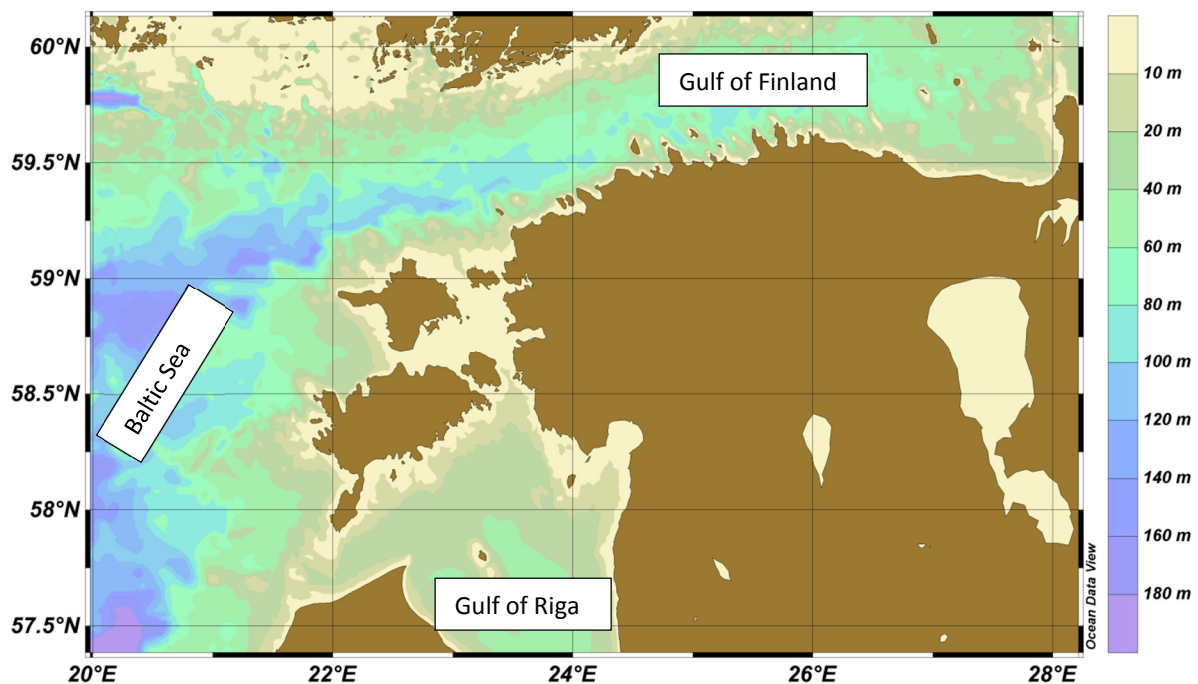 60°N
59.5°N
59°N
58.5°N
58°N
57.5°N
20°E
22°E
24°E
26°E
28°E
Gulf of Finland
Baltic Sea
Gulf of Riga
Ocean Data View
10 m
20 m
40 m
60 m
80 m
100 m
120 m
140 m
160 m
180 m